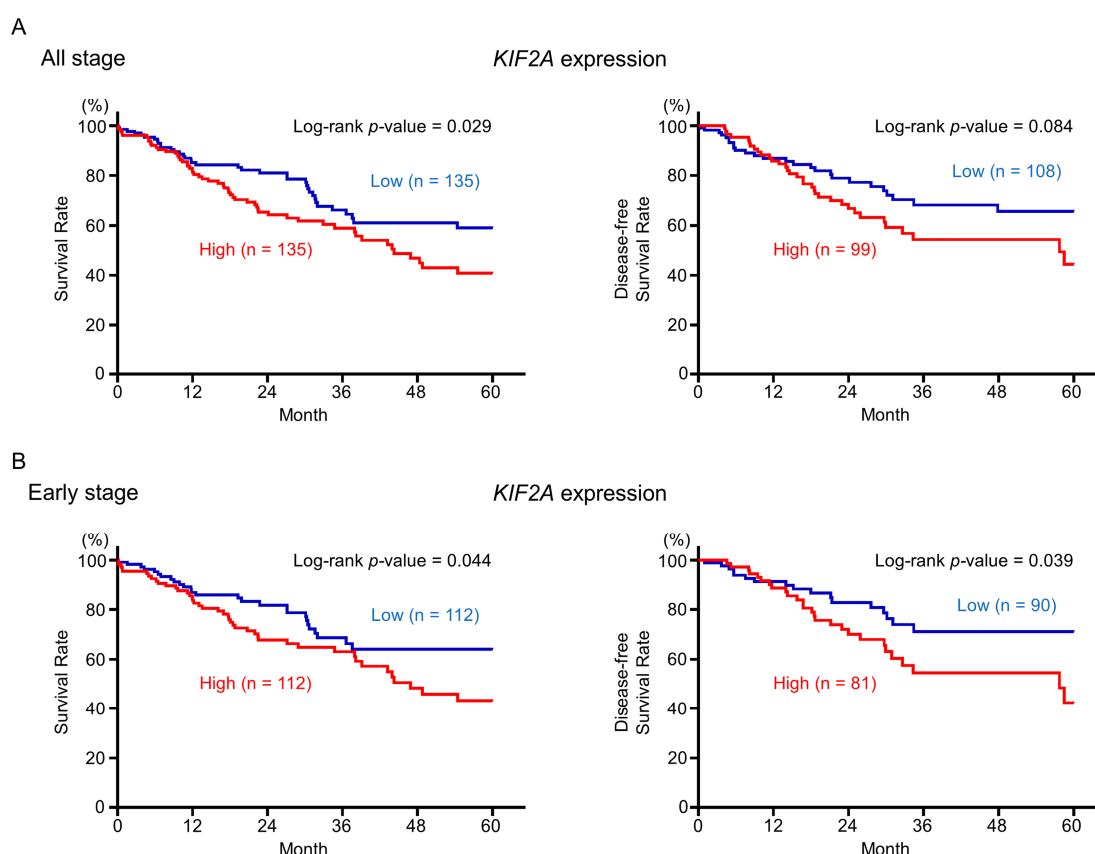 A
All stage
KIF2A expression
(%)
100
80
60
40
20
0
Survival Rate
Log-rank p-value = 0.029
Low (n = 135)
High (n = 135)
0 12 24 36 48 60
Month
(%)
100
80
60
40
20
0
Disease-free
Survival Rate
Log-rank p-value = 0.084
Low (n = 108)
High (n = 99)
0 12 24 36 48 60
Month
B
Early stage
KIF2A expression
(%)
100
80
60
40
20
0
Survival Rate
Log-rank p-value = 0.044
Low (n = 112)
High (n = 112)
0 12 24 36 48 60
Month
(%)
100
80
60
40
20
0
Disease-free
Survival Rate
Log-rank p-value = 0.039
Low (n = 90)
High (n = 81)
0 12 24 36 48 60
Month